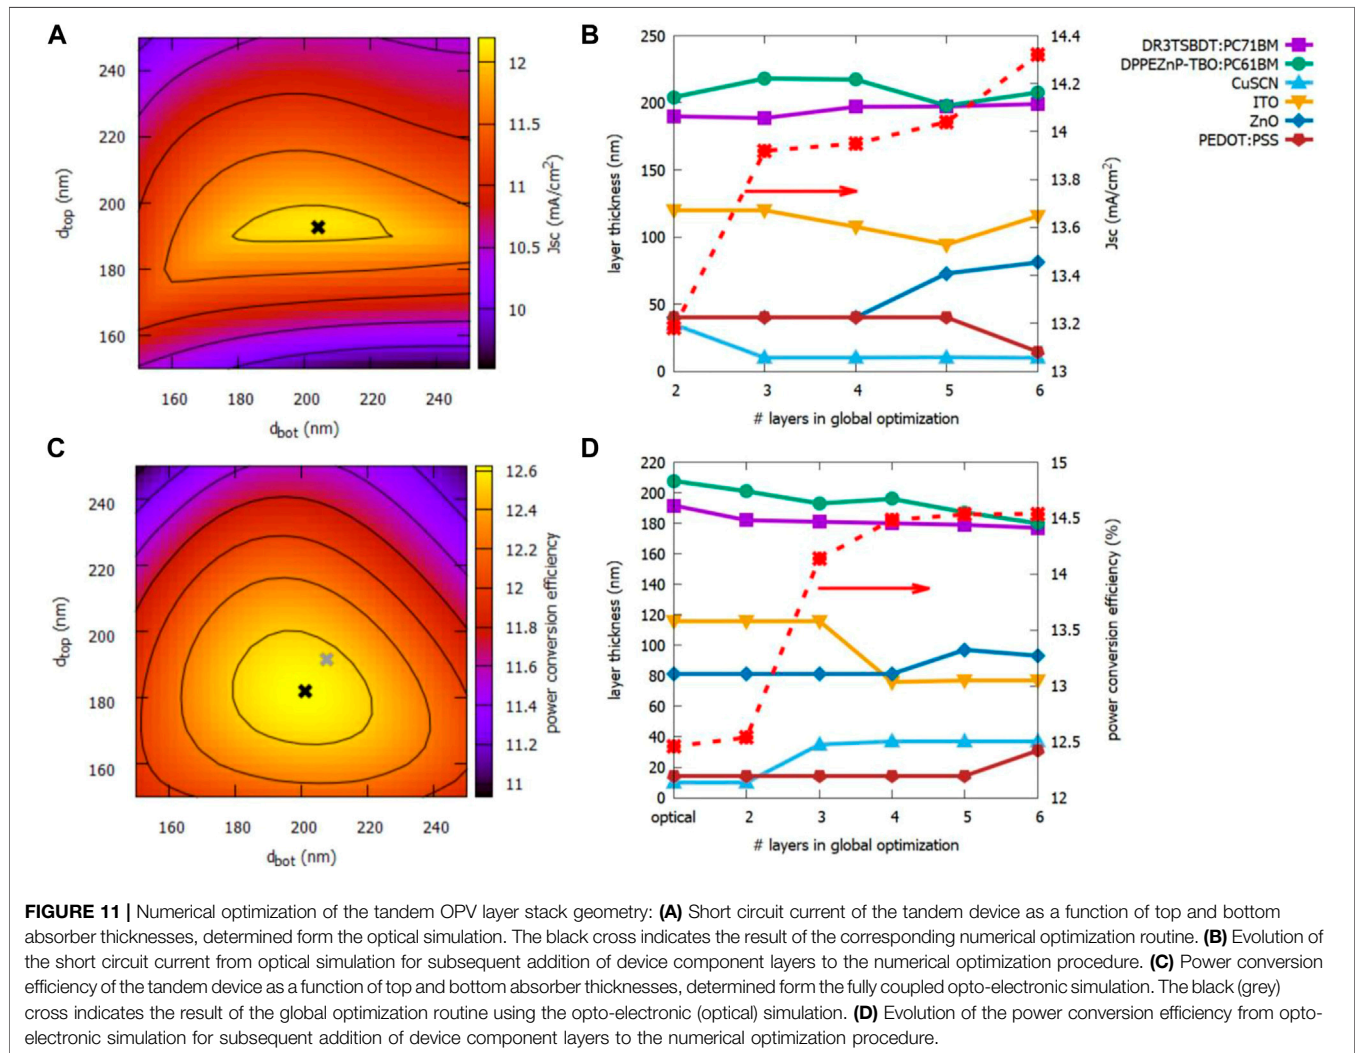 A
240
220
200
180
160
160
180
200
220
240
d_top (nm)
d_bot (nm)
12
11.5
11
10.5
10
Jsc (mA/cm²)
B
250
200
150
100
50
0
layer thickness (nm)
2
3
4
5
6
# layers in global optimization
14.4
14.2
14
13.8
13.6
13.4
13.2
13
Jsc (mA/cm²)
DR3TSBDT:PC71BM
DPPEZnP-TBO:PC61BM
CuSCN
ITO
ZnO
PEDOT:PSS
C
240
220
200
180
160
160
180
200
220
240
d_top (nm)
d_bot (nm)
12.6
12.4
12.2
12
11.8
11.6
11.4
11.2
11
power conversion efficiency
D
220
200
180
160
140
120
100
80
60
40
20
0
layer thickness (nm)
optical
2
3
4
5
6
# layers in global optimization
15
14.5
14
13.5
13
12.5
12
power conversion efficiency (%)
FIGURE 11 | Numerical optimization of the tandem OPV layer stack geometry: (A) Short circuit current of the tandem device as a function of top and bottom
absorber thicknesses, determined form the optical simulation. The black cross indicates the result of the corresponding numerical optimization routine. (B) Evolution of
the short circuit current from optical simulation for subsequent addition of device component layers to the numerical optimization procedure. (C) Power conversion
efficiency of the tandem device as a function of top and bottom absorber thicknesses, determined form the fully coupled opto-electronic simulation. The black (grey)
cross indicates the result of the global optimization routine using the opto-electronic (optical) simulation. (D) Evolution of the power conversion efficiency from opto-
electronic simulation for subsequent addition of device component layers to the numerical optimization procedure.